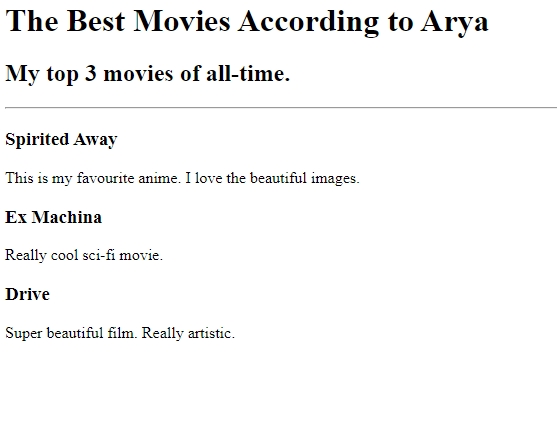 The Best Movies According to Arya
My top 3 movies of all-time.
Spirited Away
This is my favourite anime. I love the beautiful images.
Ex Machina
Really cool sci-fi movie.
Drive
Super beautiful film. Really artistic.